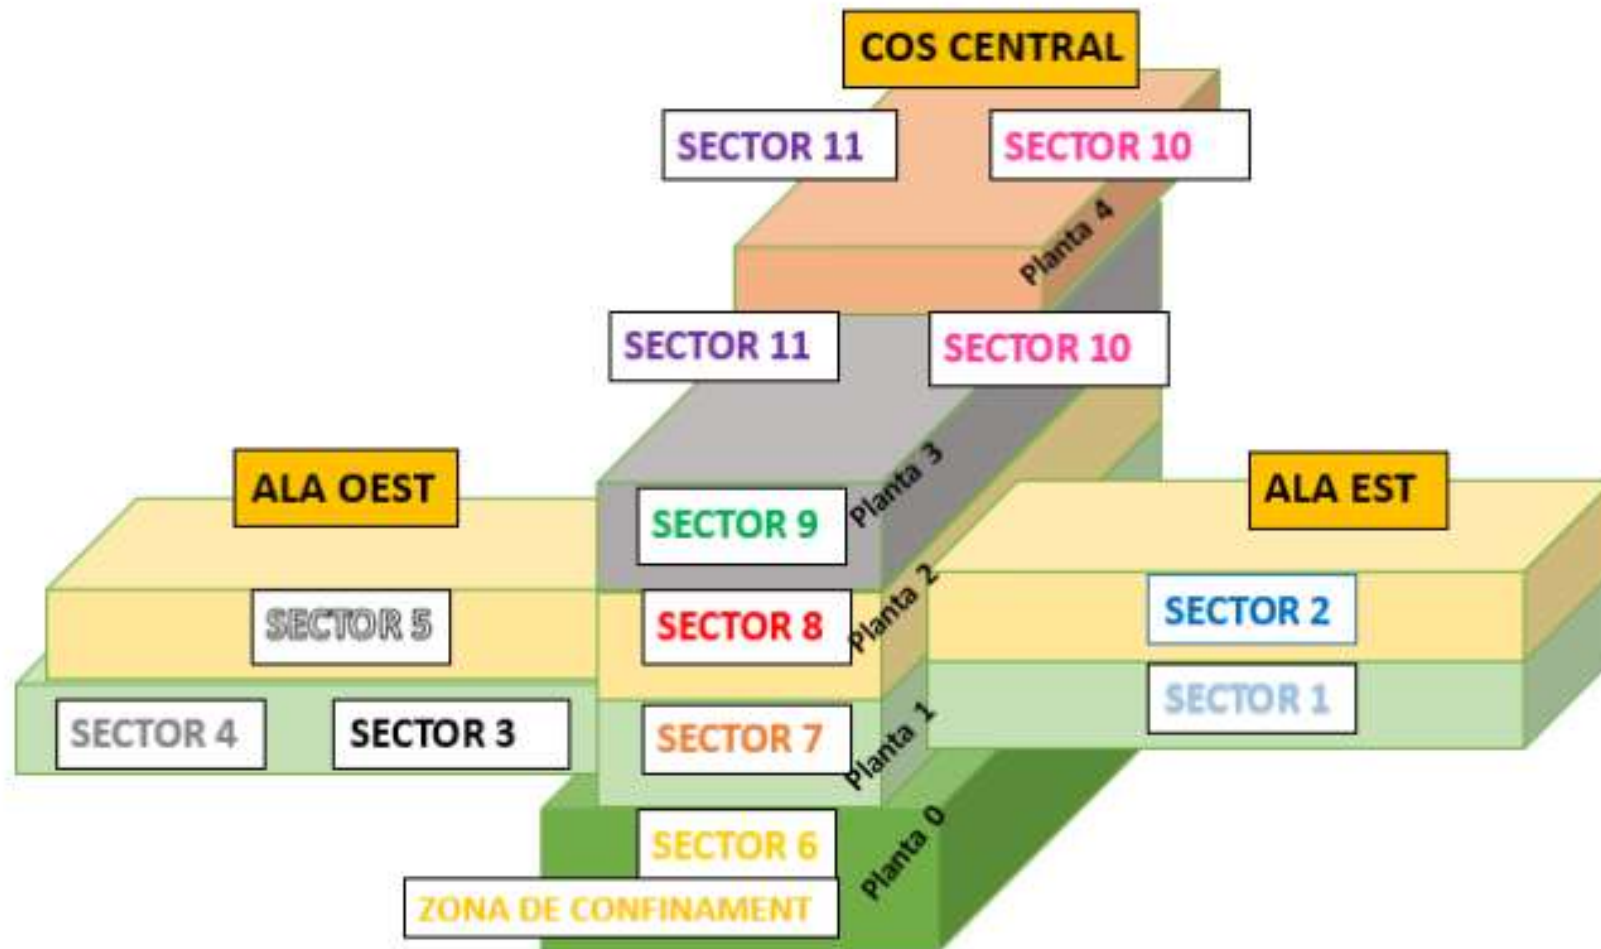 COS CENTRAL
SECTOR 11
SECTOR 10
Planta 4
SECTOR 11
SECTOR 10
ALA OEST
ALA EST
Planta 3
SECTOR 9
SECTOR 5
SECTOR 8
Planta 2
SECTOR 2
SECTOR 4
SECTOR 3
SECTOR 7
Planta 1
SECTOR 1
SECTOR 6
Planta 0
ZONA DE CONFINAMENT